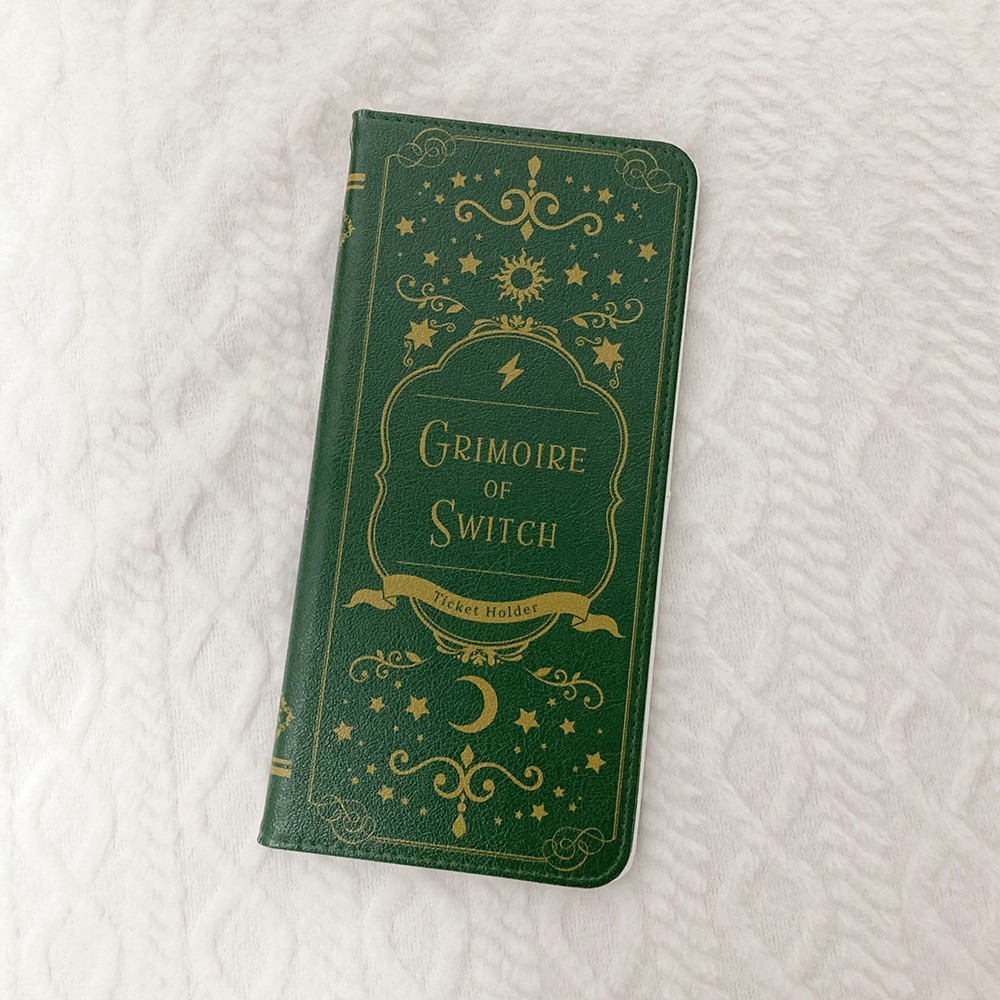 GRIMOIRE
OF
SWITCH
Ticket Holder